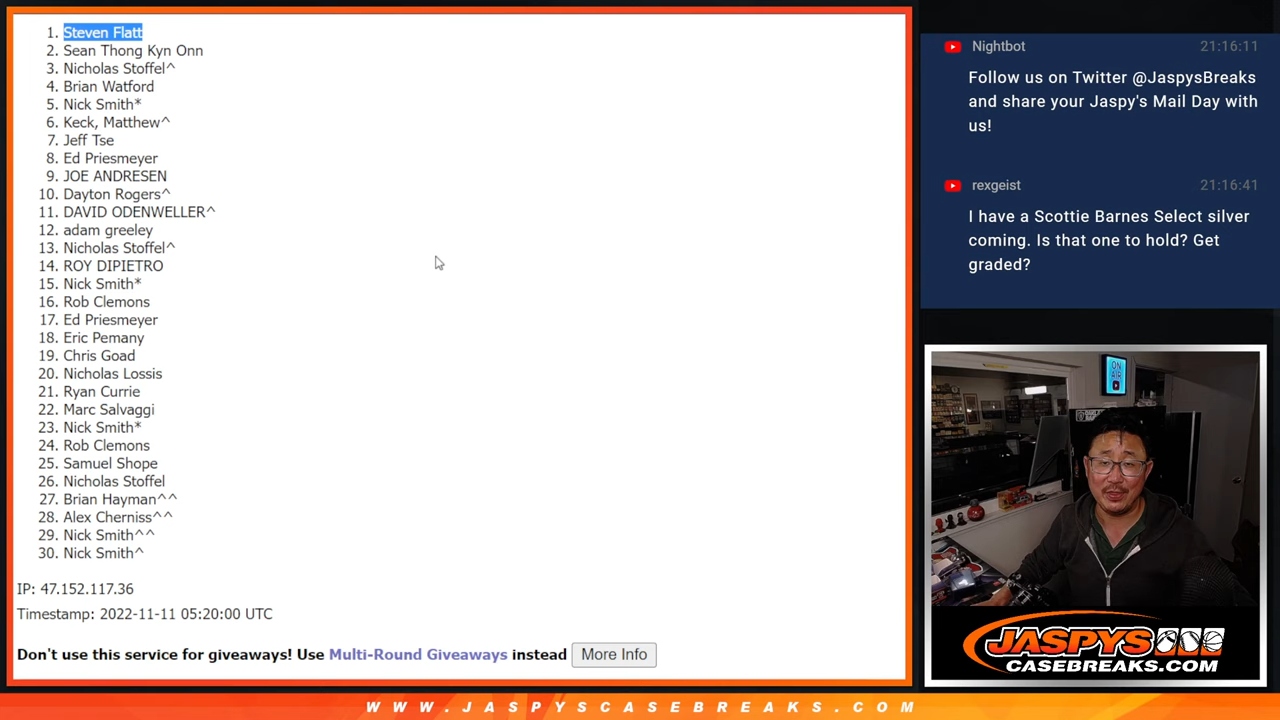 1. Steven Flatt
2. Sean Thong Kyn Onn
3. Nicholas Stoffel^
4. Brian Watford
5. Nick Smith*
6. Keck, Matthew^
7. Jeff Tse
8. Ed Priesmeyer
9. JOE ANDRESEN
10. Dayton Rogers^
11. DAVID ODENWELLER^
12. adam greeley
13. Nicholas Stoffel^
14. ROY DIPIETRO
15. Nick Smith*
16. Rob Clemons
17. Ed Priesmeyer
18. Eric Pemany
19. Chris Goad
20. Nicholas Lossis
21. Ryan Currie
22. Marc Salvaggi
23. Nick Smith*
24. Rob Clemons
25. Samuel Shope
26. Nicholas Stoffel
27. Brian Hayman^^
28. Alex Cherniss^^
29. Nick Smith^^
30. Nick Smith^
IP: 47.152.117.36
Timestamp: 2022-11-11 05:20:00 UTC
Don't use this service for giveaways! Use Multi-Round Giveaways instead More Info
Nightbot 21:16:11
Follow us on Twitter @JaspysBreaks
and share your Jaspy's Mail Day with
us!
rexgeist 21:16:41
I have a Scottie Barnes Select silver
coming. Is that one to hold? Get
graded?
ON
AIR
JASPYS
CASEBREAKS.COM
WWW.JASPYSCASEBREAKS.COM